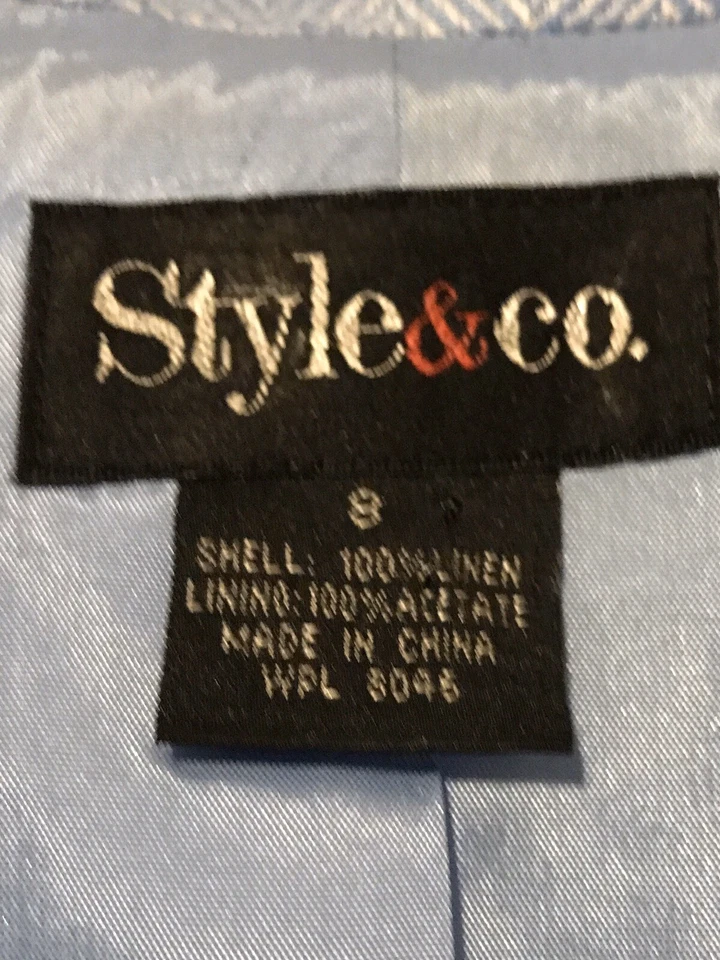 Style&co.
8
SHELL: 100%LINEN
LINING:100%ACETATE
MADE IN CHINA
WPL 8046